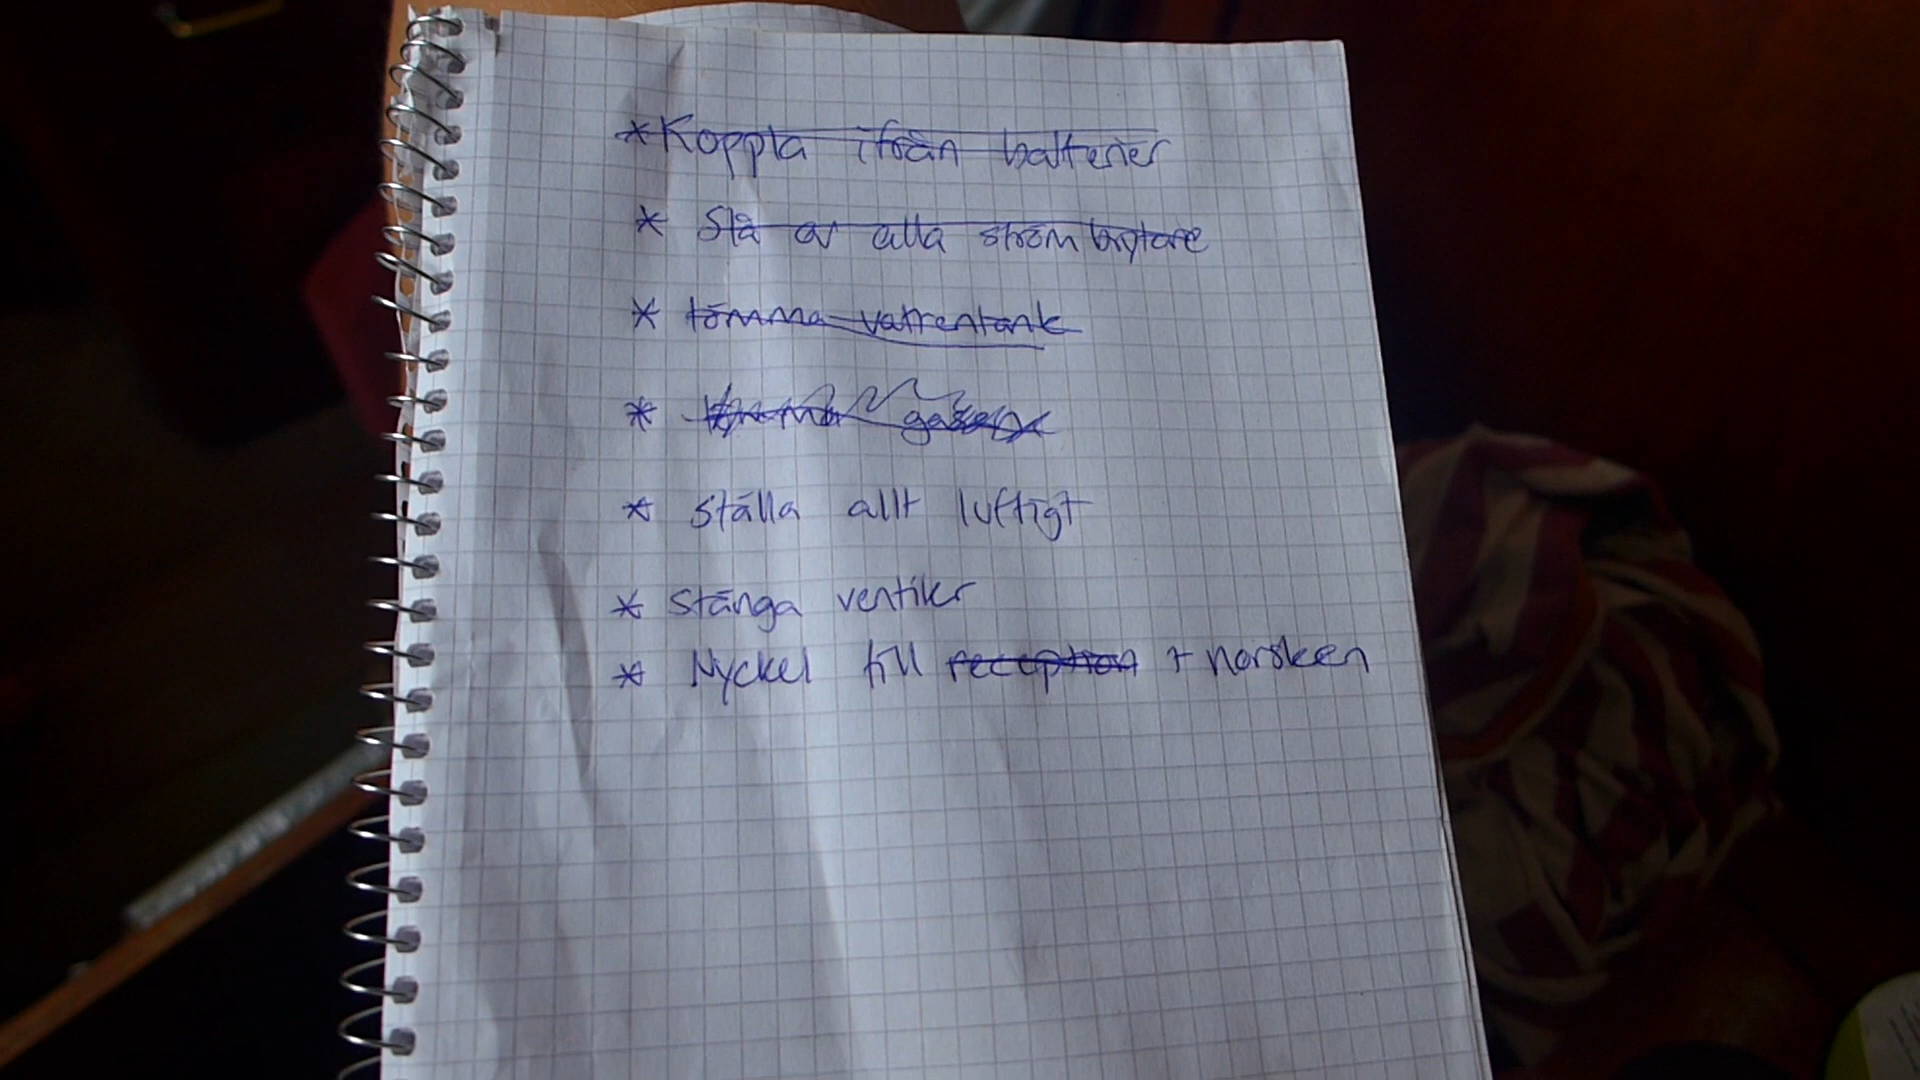 * Koppla ifrån batterier
* Slå av alla strömbrytare
* tömma vattentank
* gasen
* Ställa allt luftigt
* stänga ventiler
* Nyckel till reception + norsken